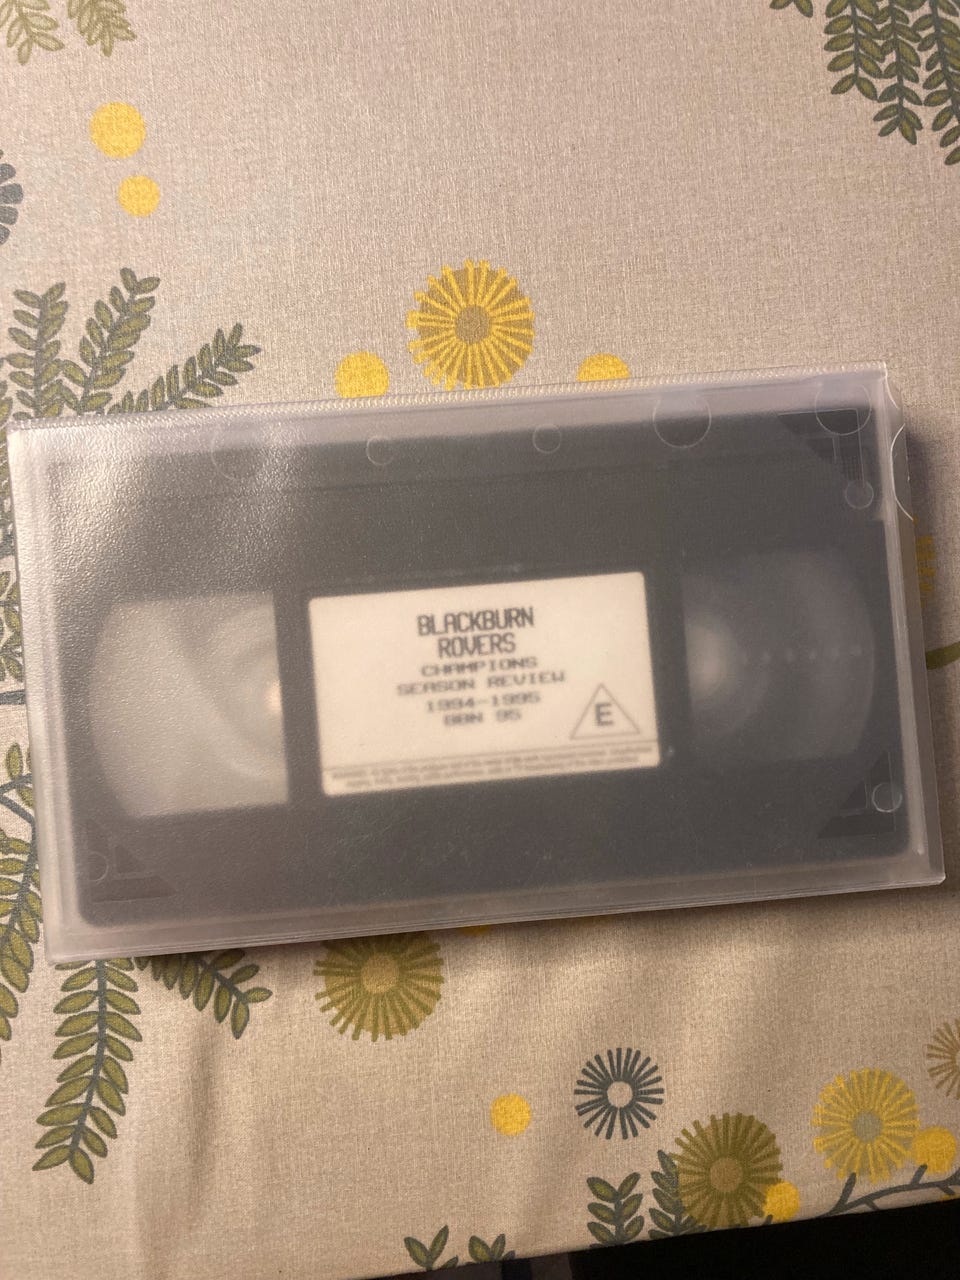 BLACKBURN
ROVERS
CHAMPIONS
SEASON REVIEW
1994-1995
BBN 95
E